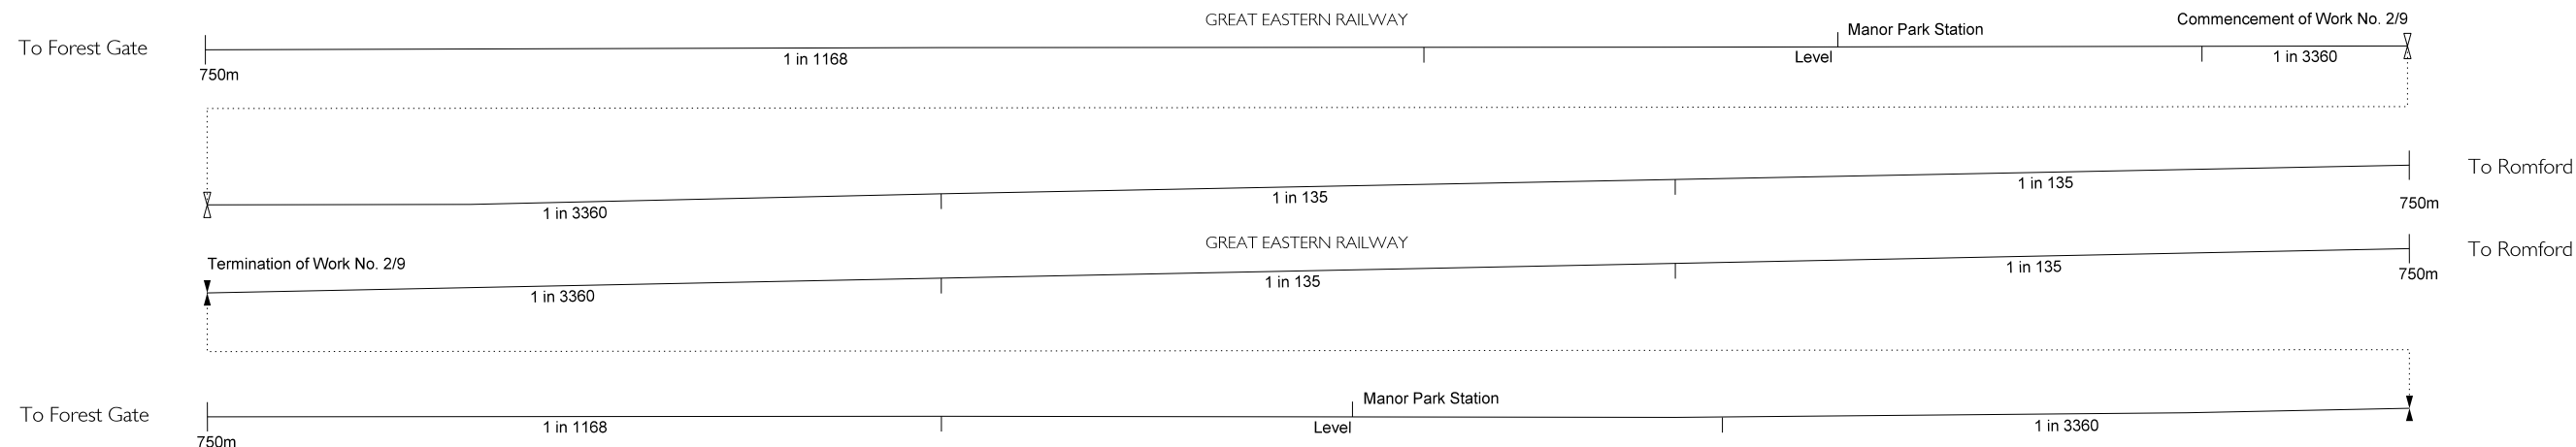 GREAT EASTERN RAILWAY
Commencement of Work No. 2/9
Manor Park Station
To Forest Gate
1 in 1168
Level
1 in 3360
750m
To Romford
1 in 3360
1 in 135
1 in 135
750m
GREAT EASTERN RAILWAY
To Romford
Termination of Work No. 2/9
1 in 3360
1 in 135
1 in 135
750m
Manor Park Station
To Forest Gate
1 in 1168
Level
1 in 3360
750m